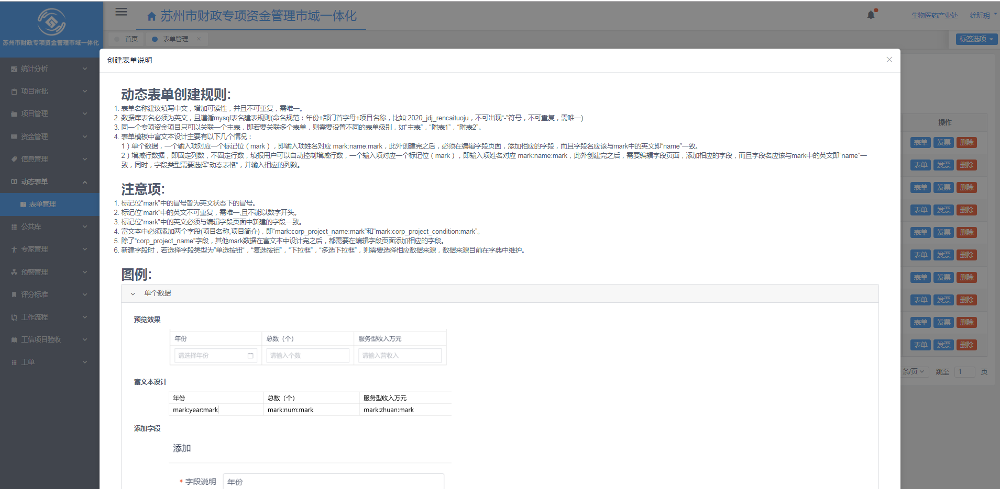 苏州市财政专项资金管理市域一体化
苏州市财政专项资金管理市域一体化
生物医药产业处
徐昕玥
首页
表单管理
标签选项
统计分析
项目审批
项目管理
资金管理
信息管理
动态表单
表单管理
公共库
专家管理
预警管理
评分标准
工作流程
工信项目验收
工单
创建表单说明
动态表单创建规则:
1. 表单名称建议填写中文，增加可读性，并且不可重复，需唯一。
2. 数据库表名必须为英文，且遵循mysql表名建表规则(命名规范：年份+部门首字母+项目名称，比如:2020_jdj_rencaituoju，不可出现“-”符号，不可重复，需唯一)
3. 同一个专项资金项目只可以关联一个主表，即若要关联多个表单，则需要设置不同的表单级别，如“主表”，“附表1”，“附表2”。
4. 表单模板中富文本设计主要有以下几个情况：
1）单个数据，一个输入项对应一个标记位（mark），即输入项姓名对应 mark:name:mark，此外创建完之后，必须在编辑字段页面，添加相应的字段，而且字段名应该与mark中的英文即“name”一致。
2）增减行数据，即固定列数，不固定行数，填报用户可以自动控制增减行数，一个输入项对应一个标记位（mark），即输入项姓名对应 mark:name:mark，此外创建完之后，需要编辑字段页面，添加相应的字段，而且字段名应该与mark中的英文即”name“一
致，同时，字段类型需要选择”动态表格“，并输入相应的列数。
注意项:
1. 标记位“mark”中的冒号皆为英文状态下的冒号。
2. 标记位“mark”中的英文不可重复，需唯一,且不能以数字开头。
3. 标记位“mark”中的英文必须与编辑字段页面中新建的字段一致。
4. 富文本中必须添加两个字段(项目名称,项目简介)，即“mark:corp_project_name:mark”和”mark:corp_project_condition:mark”。
5. 除了“corp_project_name”字段，其他mark数据在富文本中设计完之后，都需要在编辑字段页面添加相应的字段。
6. 新建字段时，若选择字段类型为”单选按钮“，“复选按钮”，“下拉框”，“多选下拉框”，则需要选择相应数据来源，数据来源目前在字典中维护。
图例:
单个数据
预览效果
年份 总数（个） 服务型收入万元
请选择年份 请输入个数 请输入营收入
富文本设计
年份 总数（个） 服务型收入万元
mark:year:mark mark:num:mark mark:zhuan:mark
添加字段
添加
* 字段说明 年份
操作
表单 发票 删除
表单 发票 删除
表单 发票 删除
表单 发票 删除
表单 发票 删除
表单 发票 删除
表单 发票 删除
表单 发票 删除
表单 发票 删除
表单 发票 删除
条/页 跳至 1 页